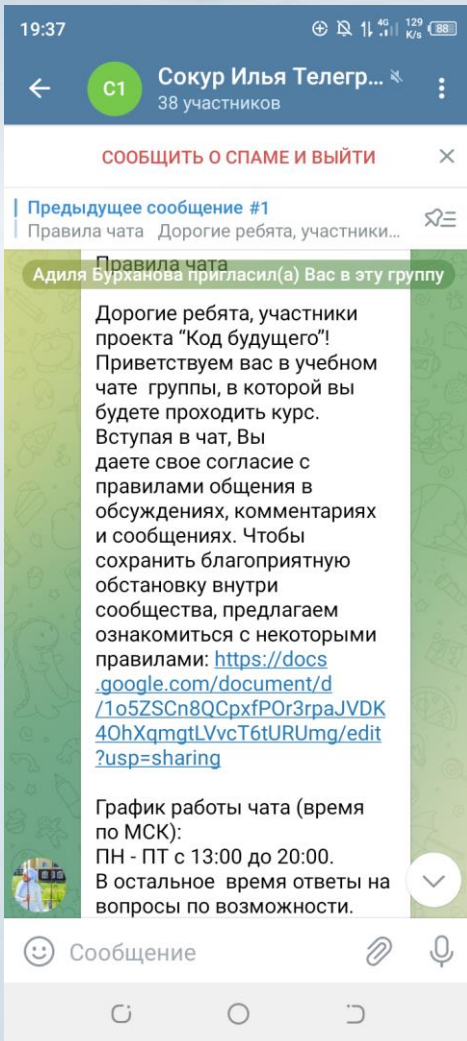 19:37
4G 129 K/s 88
С1
Сокур Илья Телегр...
38 участников
СООБЩИТЬ О СПАМЕ И ВЫЙТИ
Предыдущее сообщение #1
Правила чата Дорогие ребята, участники...
Правила чата
Адиля Бурханова пригласил(а) Вас в эту группу
Дорогие ребята, участники
проекта “Код будущего”!
Приветствуем вас в учебном
чате группы, в которой вы
будете проходить курс.
Вступая в чат, Вы
даете свое согласие с
правилами общения в
обсуждениях, комментариях
и сообщениях. Чтобы
сохранить благоприятную
обстановку внутри
сообщества, предлагаем
ознакомиться с некоторыми
правилами: https://docs
.google.com/document/d
/1o5ZSCn8QCpxfPOr3rpaJVDK
4OhXqmgtLVvcT6tURUmg/edit
?usp=sharing
График работы чата (время
по МСК):
ПН - ПТ с 13:00 до 20:00.
В остальное время ответы на
вопросы по возможности.
Сообщение